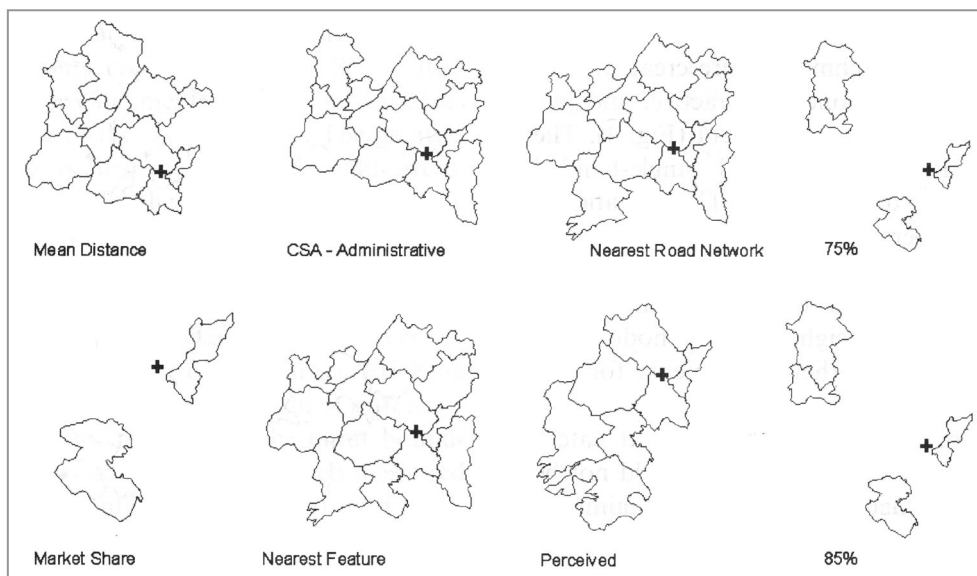 Mean Distance
CSA - Administrative
Nearest Road Network
75%
Market Share
Nearest Feature
Perceived
85%